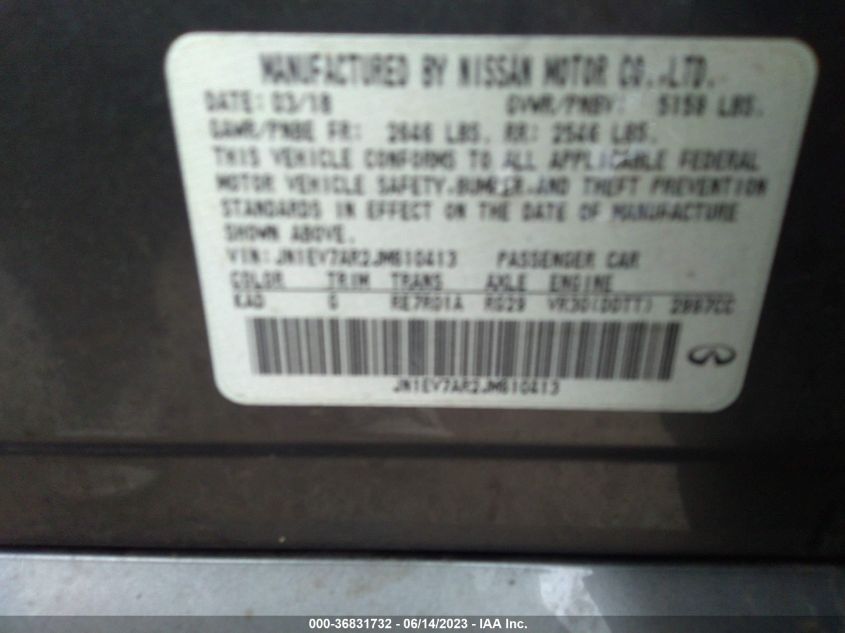 MANUFACTURED BY NISSAN MOTOR CO.,LTD.
DATE: 03/18 GVWR/PNBV: 5159 LBS.
GAWR/PNBE FR: 2646 LBS. RR: 2546 LBS.
THIS VEHICLE CONFORMS TO ALL APPLICABLE FEDERAL
MOTOR VEHICLE SAFETY,BUMPER,AND THEFT PREVENTION
STANDARDS IN EFFECT ON THE DATE OF MANUFACTURE
SHOWN ABOVE.
VIN:JN1EV7AR2JM610413 PASSENGER CAR
COLOR TRIM TRANS AXLE ENGINE
KAD G RE7R01A RG29 VR30(DDTT) 2997CC
JN1EV7AR2JM610413
000-36831732 - 06/14/2023 - IAA Inc.